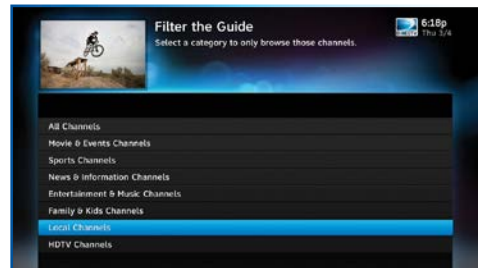 Filter the Guide
Select a category to only browse those channels.
6:18p
Thu 3/4
DIRECTV
All Channels
Movie & Events Channels
Sports Channels
News & Information Channels
Entertainment & Music Channels
Family & Kids Channels
Local Channels
HDTV Channels